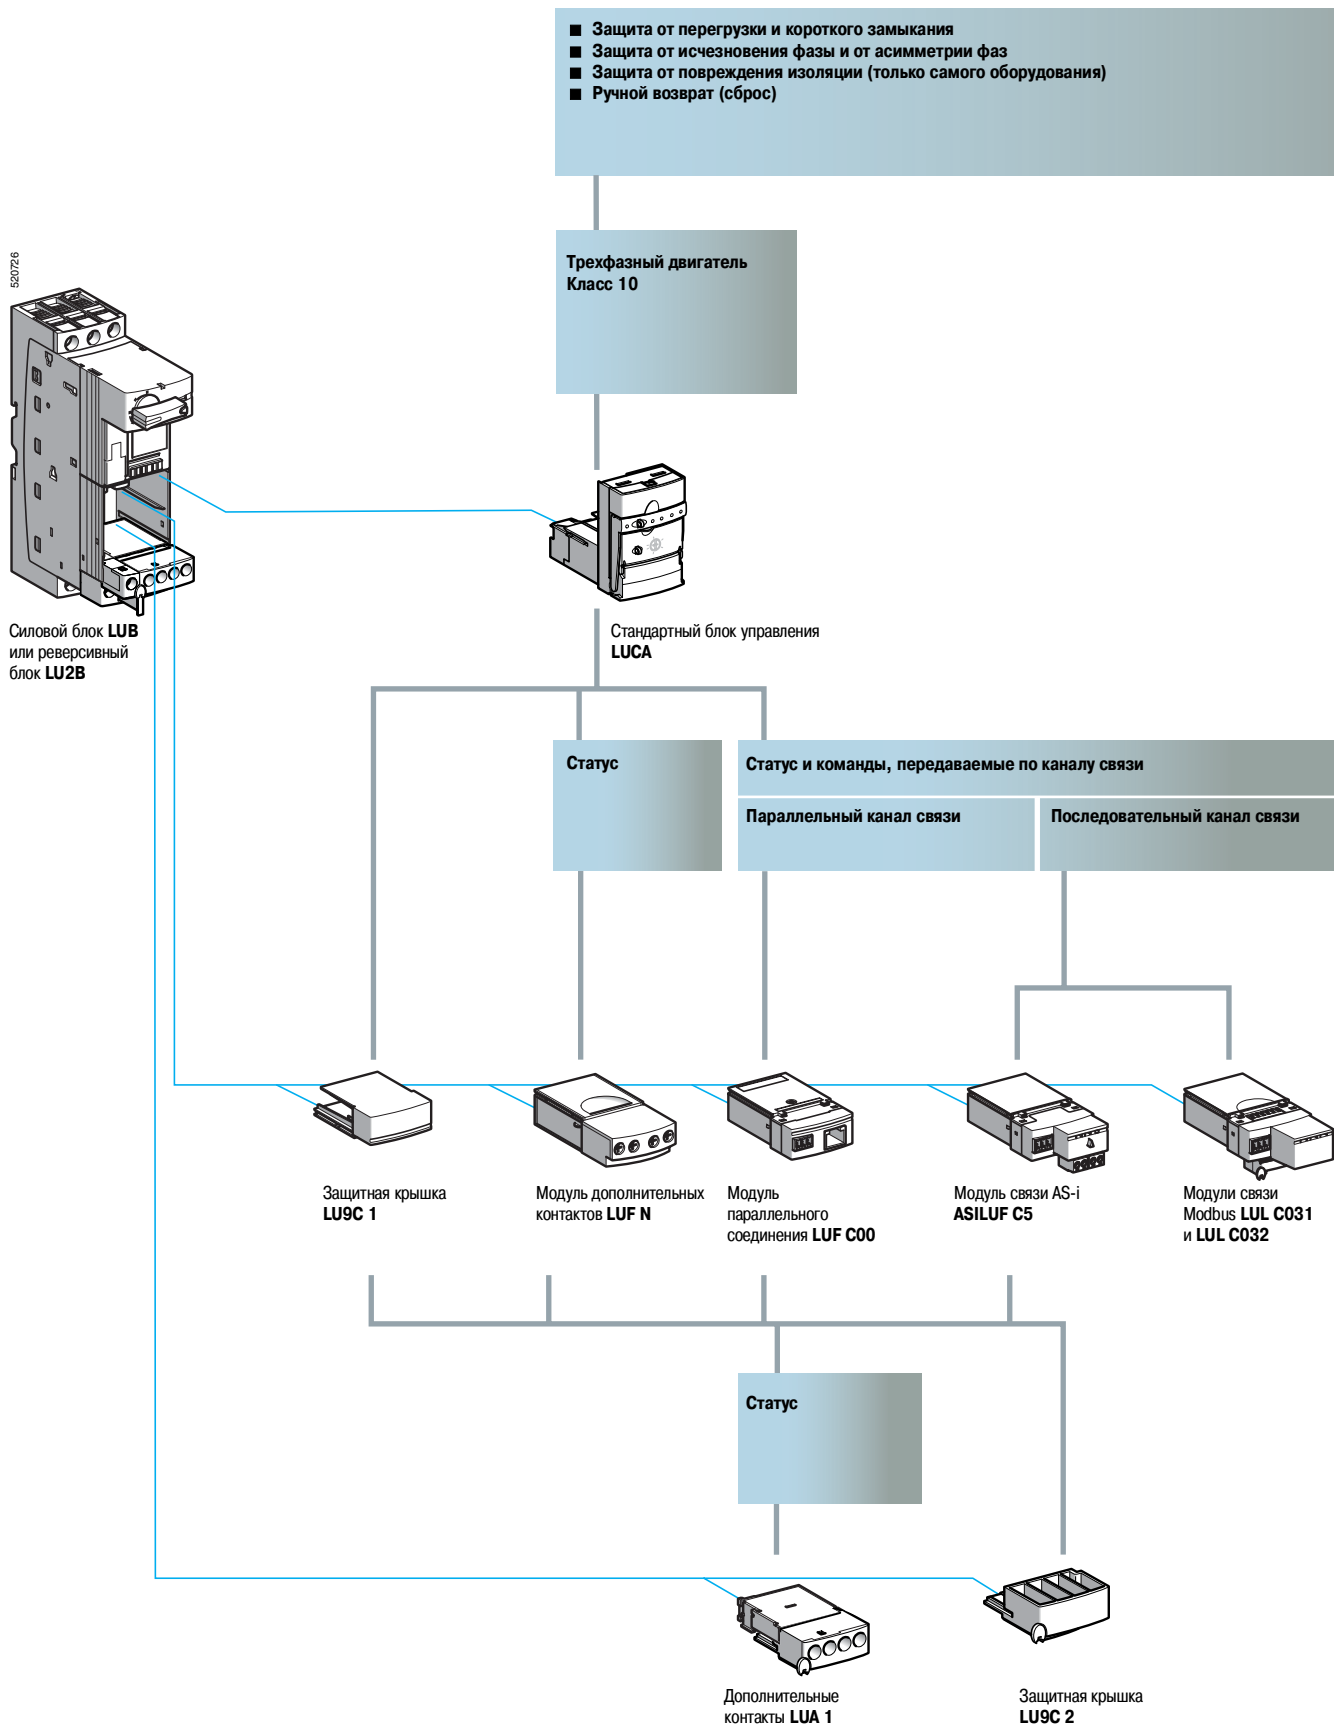 ■ Защита от перегрузки и короткого замыкания
■ Защита от исчезновения фазы и от асимметрии фаз
■ Защита от повреждения изоляции (только самого оборудования)
■ Ручной возврат (сброс)
Трехфазный двигатель
Класс 10
520726
Силовой блок LUB
или реверсивный
блок LU2B
Стандартный блок управления
LUCA
Статус
Статус и команды, передаваемые по каналу связи
Параллельный канал связи
Последовательный канал связи
Защитная крышка
LU9C 1
Модуль дополнительных
контактов LUF N
Модуль
параллельного
соединения LUF C00
Модуль связи AS-i
ASILUF C5
Модули связи
Modbus LUL C031
и LUL C032
Статус
Дополнительные
контакты LUA 1
Защитная крышка
LU9C 2